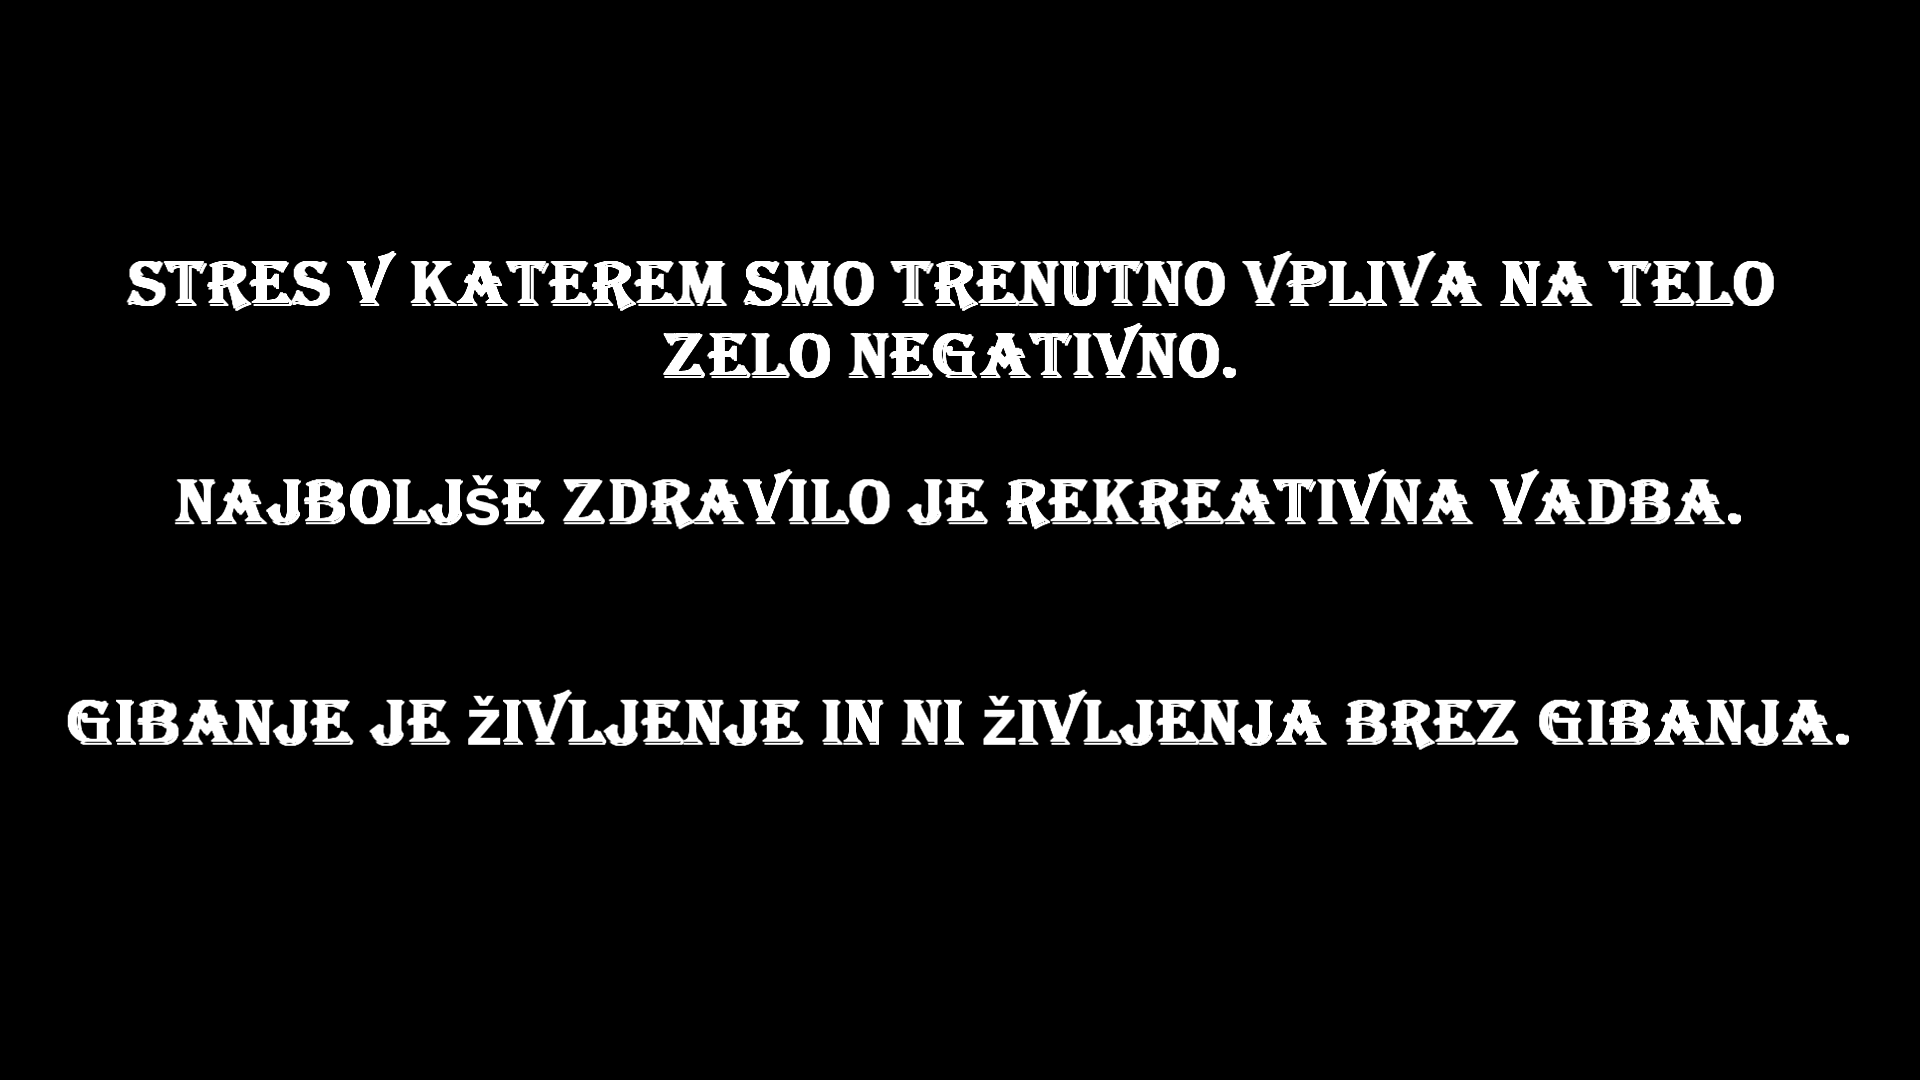 STRES V KATEREM SMO TRENUTNO VPLIVA NA TELO
ZELO NEGATIVNO.
NAJBOLJŠE ZDRAVILO JE REKREATIVNA VADBA.
GIBANJE JE ŽIVLJENJE IN NI ŽIVLJENJA BREZ GIBANJA.